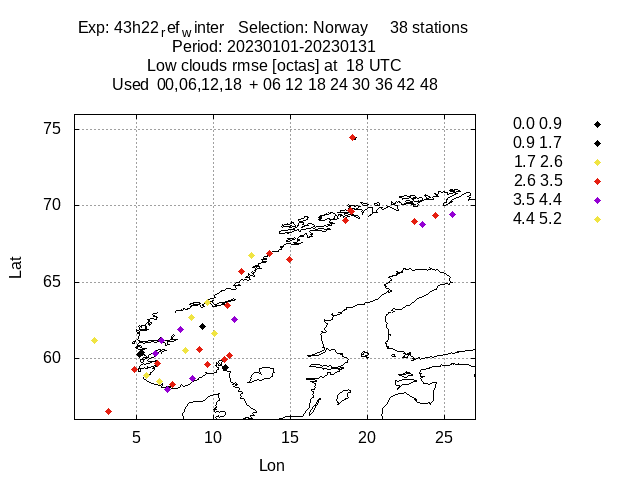 Exp: 43h22ref winter Selection: Norway 38 stations
Period: 20230101-20230131
Low clouds rmse [octas] at 18 UTC
Used 00,06,12,18 + 06 12 18 24 30 36 42 48
75
70
65
60
5 10 15 20 25
Lat
Lon
0.0 0.9
0.9 1.7
1.7 2.6
2.6 3.5
3.5 4.4
4.4 5.2